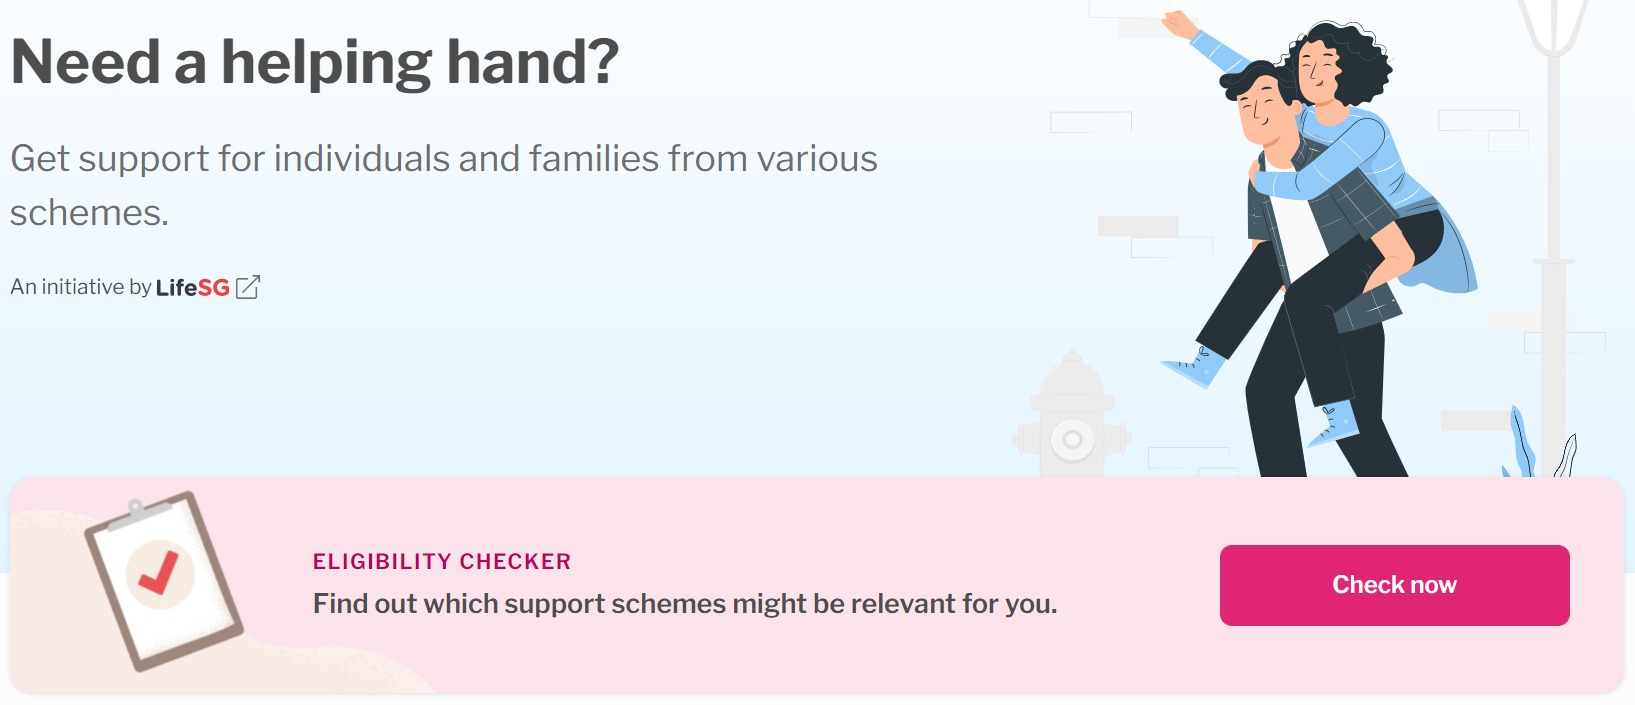 Need a helping hand?
Get support for individuals and families from various
schemes.
An initiative by LifeSG
ELIGIBILITY CHECKER
Find out which support schemes might be relevant for you.
Check now